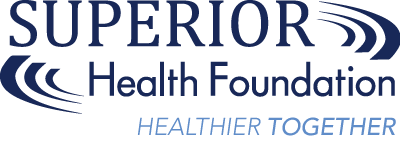 SUPERIOR
Health Foundation
HEALTHIER TOGETHER